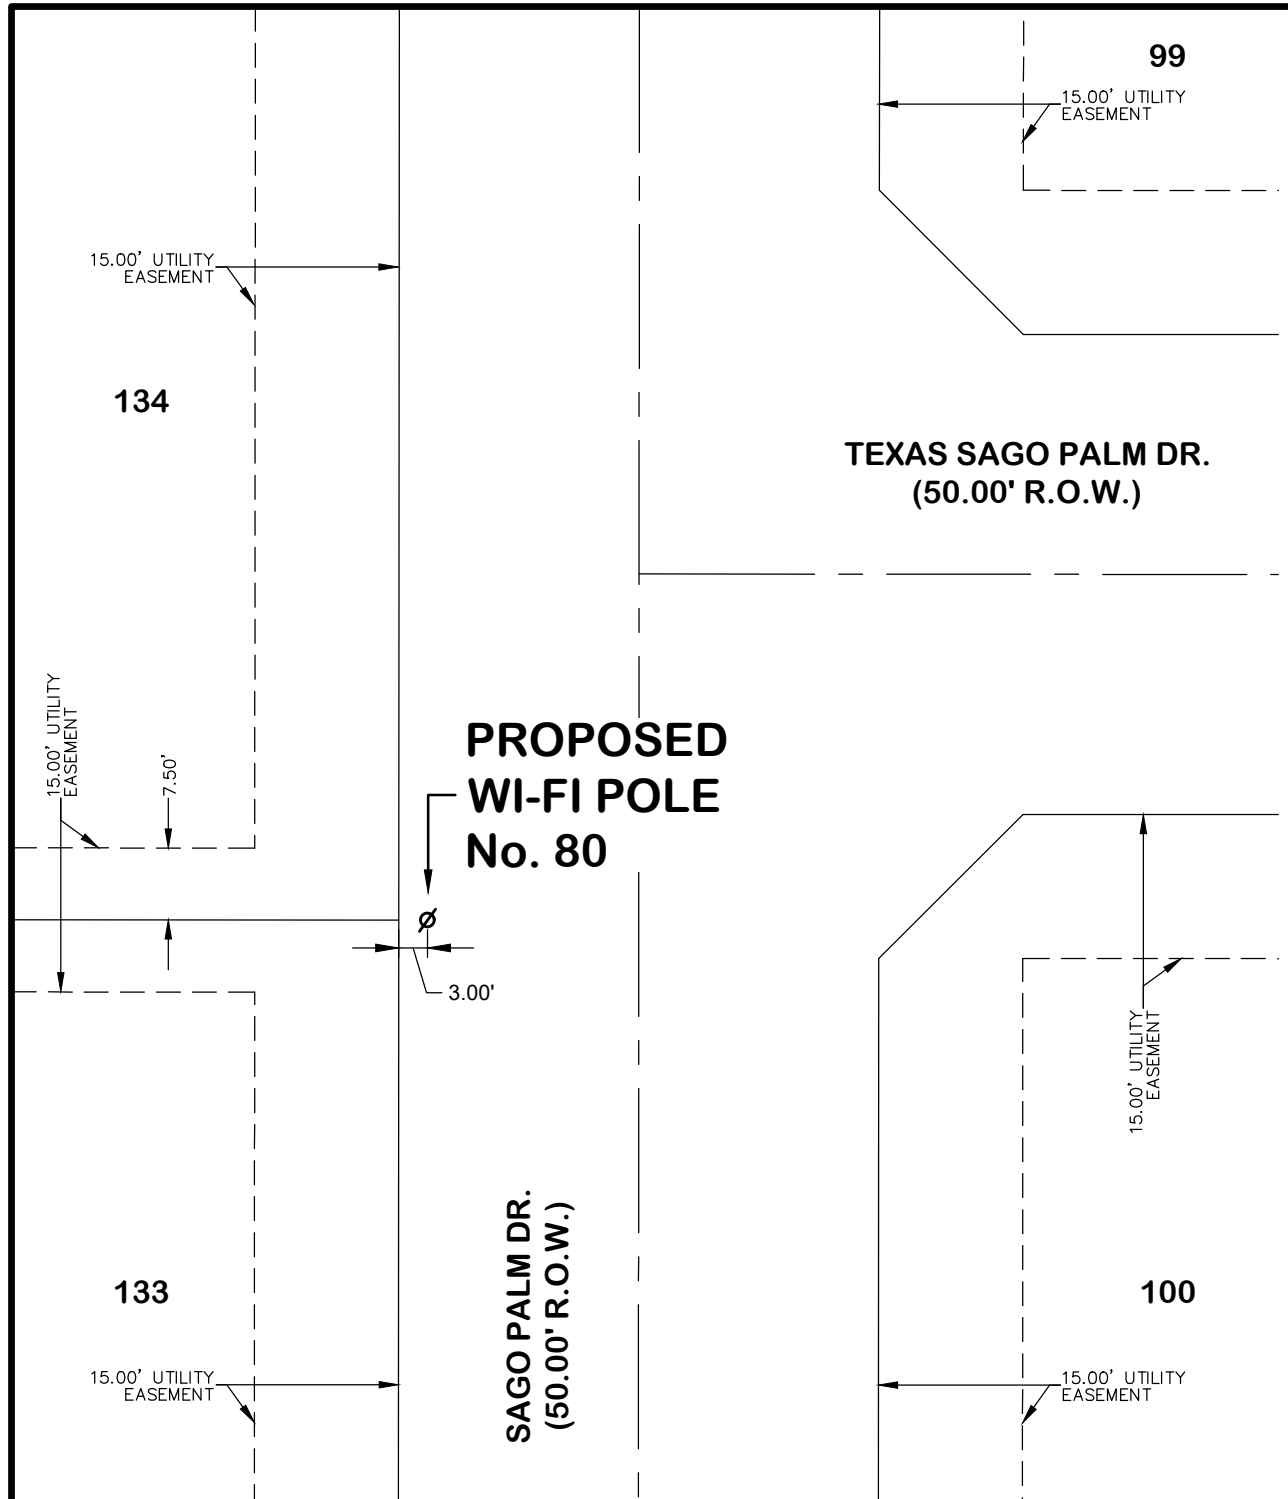 99
15.00' UTILITY
EASEMENT
15.00' UTILITY
EASEMENT
134
TEXAS SAGO PALM DR.
(50.00' R.O.W.)
15.00' UTILITY
EASEMENT
7.50'
PROPOSED
WI-FI POLE
No. 80
3.00'
15.00' UTILITY
EASEMENT
SAGO PALM DR.
(50.00' R.O.W.)
133
100
15.00' UTILITY
EASEMENT
15.00' UTILITY
EASEMENT